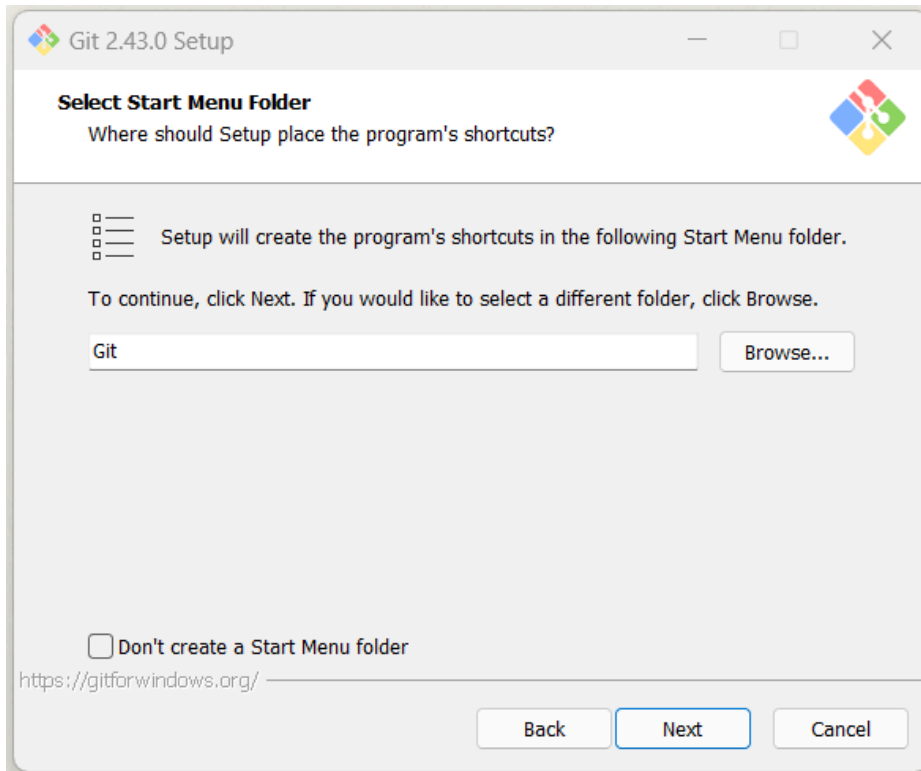 Git 2.43.0 Setup
Select Start Menu Folder
Where should Setup place the program's shortcuts?
Setup will create the program's shortcuts in the following Start Menu folder.
To continue, click Next. If you would like to select a different folder, click Browse.
Git
Browse...
Don't create a Start Menu folder
https://gitforwindows.org/
Back
Next
Cancel